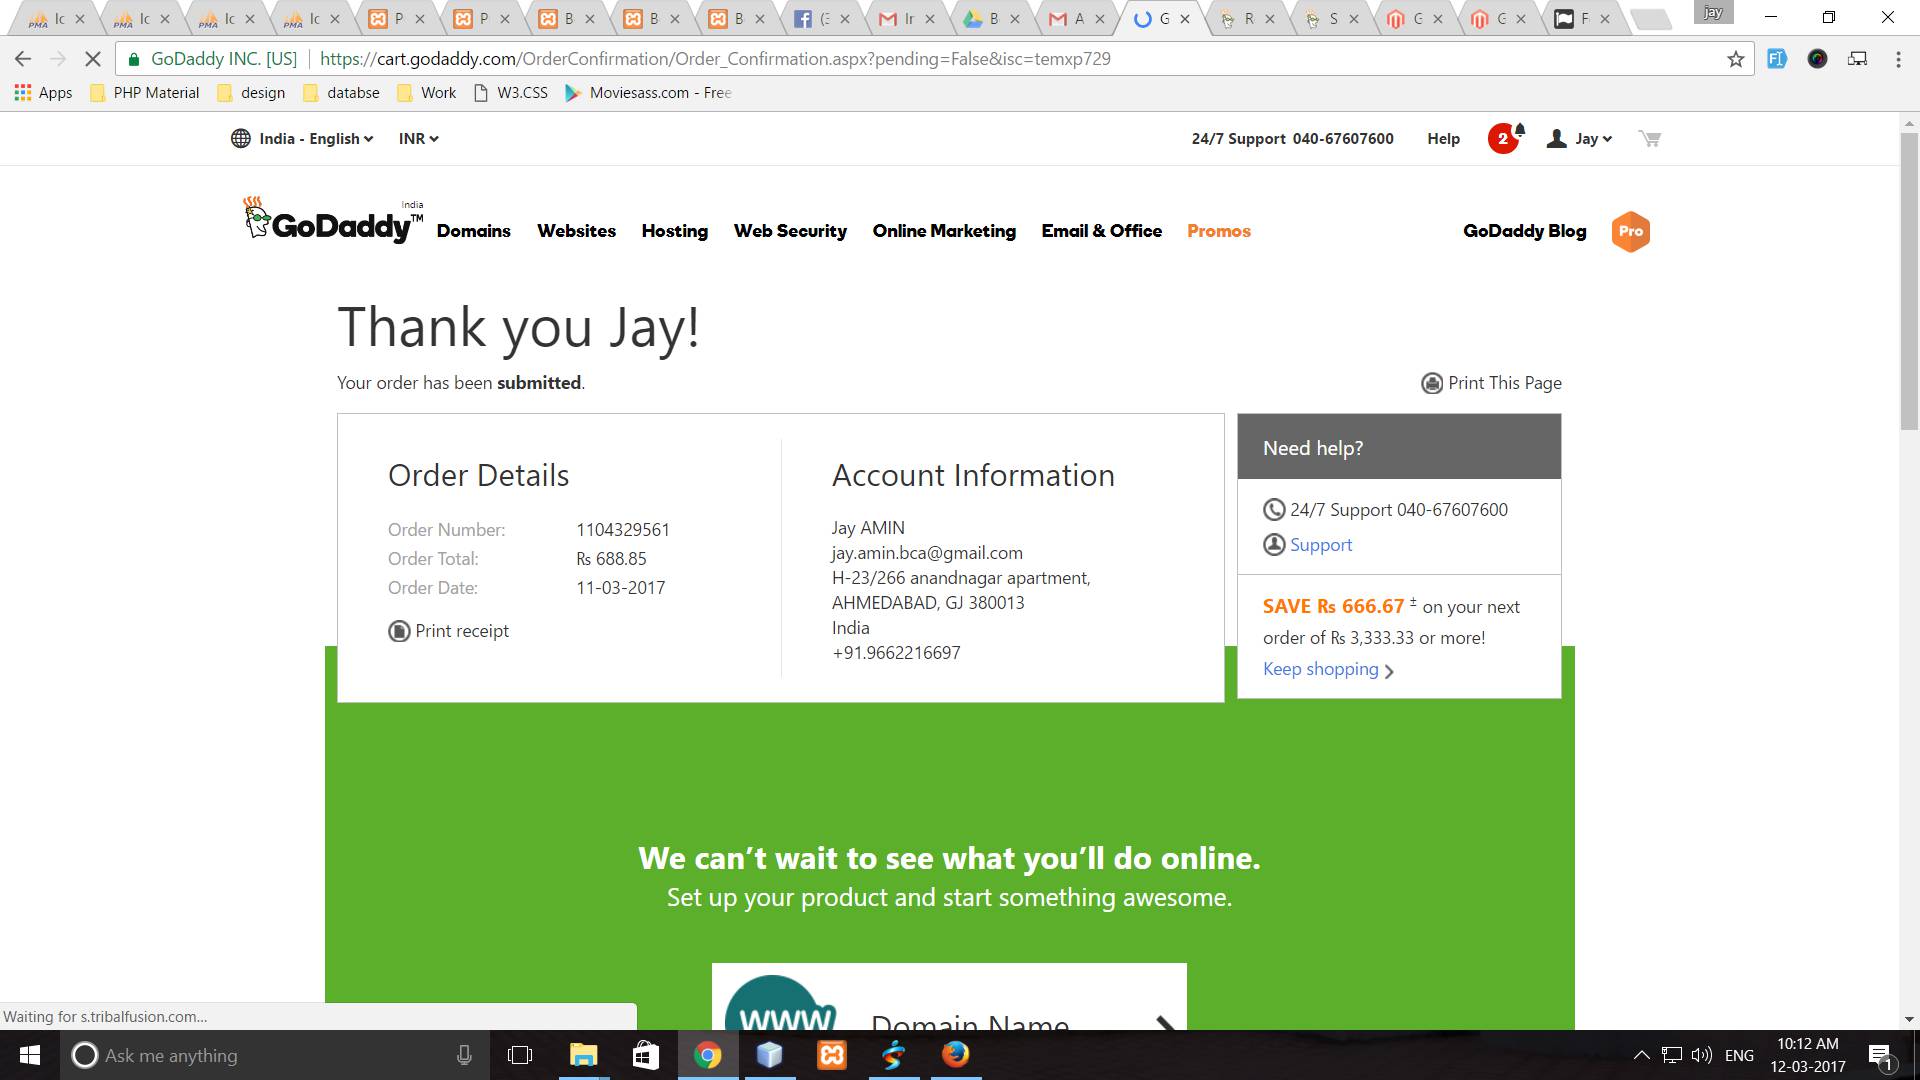 Ic Ic Ic Ic P P B B B (3 In B A G R S G G F jay
GoDaddy INC. [US] https://cart.godaddy.com/OrderConfirmation/Order_Confirmation.aspx?pending=False&isc=temxp729
Apps PHP Material design databse Work W3.CSS Moviesass.com - Free
India - English INR 24/7 Support 040-67607600 Help 2 Jay
India
GoDaddy™ Domains Websites Hosting Web Security Online Marketing Email & Office Promos GoDaddy Blog Pro
Thank you Jay!
Your order has been submitted.
Print This Page
Order Details
Order Number: 1104329561
Order Total: Rs 688.85
Order Date: 11-03-2017
Print receipt
Account Information
Jay AMIN
jay.amin.bca@gmail.com
H-23/266 anandnagar apartment,
AHMEDABAD, GJ 380013
India
+91.9662216697
Need help?
24/7 Support 040-67607600
Support
SAVE Rs 666.67 ± on your next
order of Rs 3,333.33 or more!
Keep shopping
We can’t wait to see what you’ll do online.
Set up your product and start something awesome.
www Domain Name
Waiting for s.tribalfusion.com...
Ask me anything
ENG
10:12 AM
12-03-2017
1